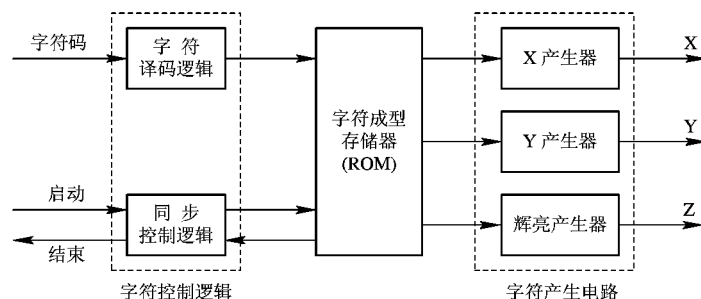 字符码
字 符
译码逻辑
启动
同 步
控制逻辑
结束
字符控制逻辑
字符成型
存储器
(ROM)
X 产生器
X
Y 产生器
Y
辉亮产生器
Z
字符产生电路